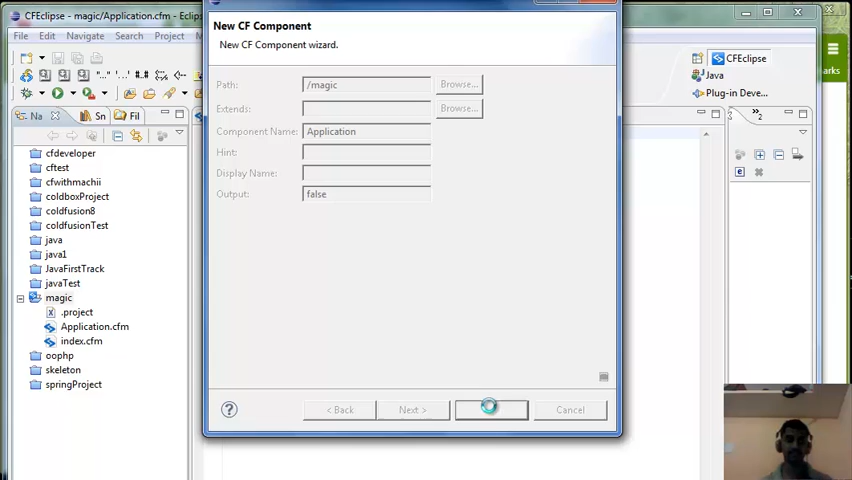 CFEclipse - magic/Application.cfm - Eclip
File Edit Navigate Search Project
CFEclipse
Java
Plug-in Deve...
arks
Na Sn Fil
"2
cfdeveloper
cftest
cfwithmachii
coldboxProject
coldfusion8
coldfusionTest
java
java1
JavaFirstTrack
javaTest
magic
.project
Application.cfm
index.cfm
oophp
skeleton
springProject
New CF Component
New CF Component wizard.
Path: /magic Browse...
Extends: Browse...
Component Name: Application
Hint:
Display Name:
Output: false
< Back Next > Cancel